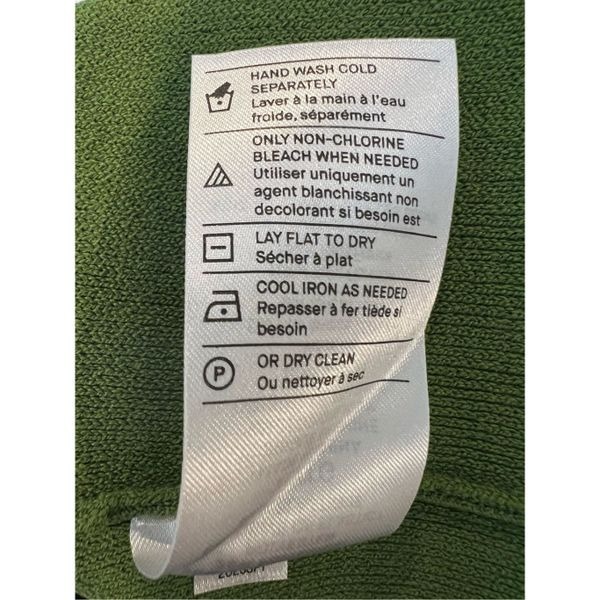 HAND WASH COLD
SEPARATELY
Laver à la main à l'eau
froide, séparément
ONLY NON-CHLORINE
BLEACH WHEN NEEDED
Utiliser uniquement un
agent blanchissant non
decolorant si besoin est
LAY FLAT TO DRY
Sécher à plat
COOL IRON AS NEEDED
Repasser à fer tiède si
besoin
P
OR DRY CLEAN
Ou nettoyer à sec